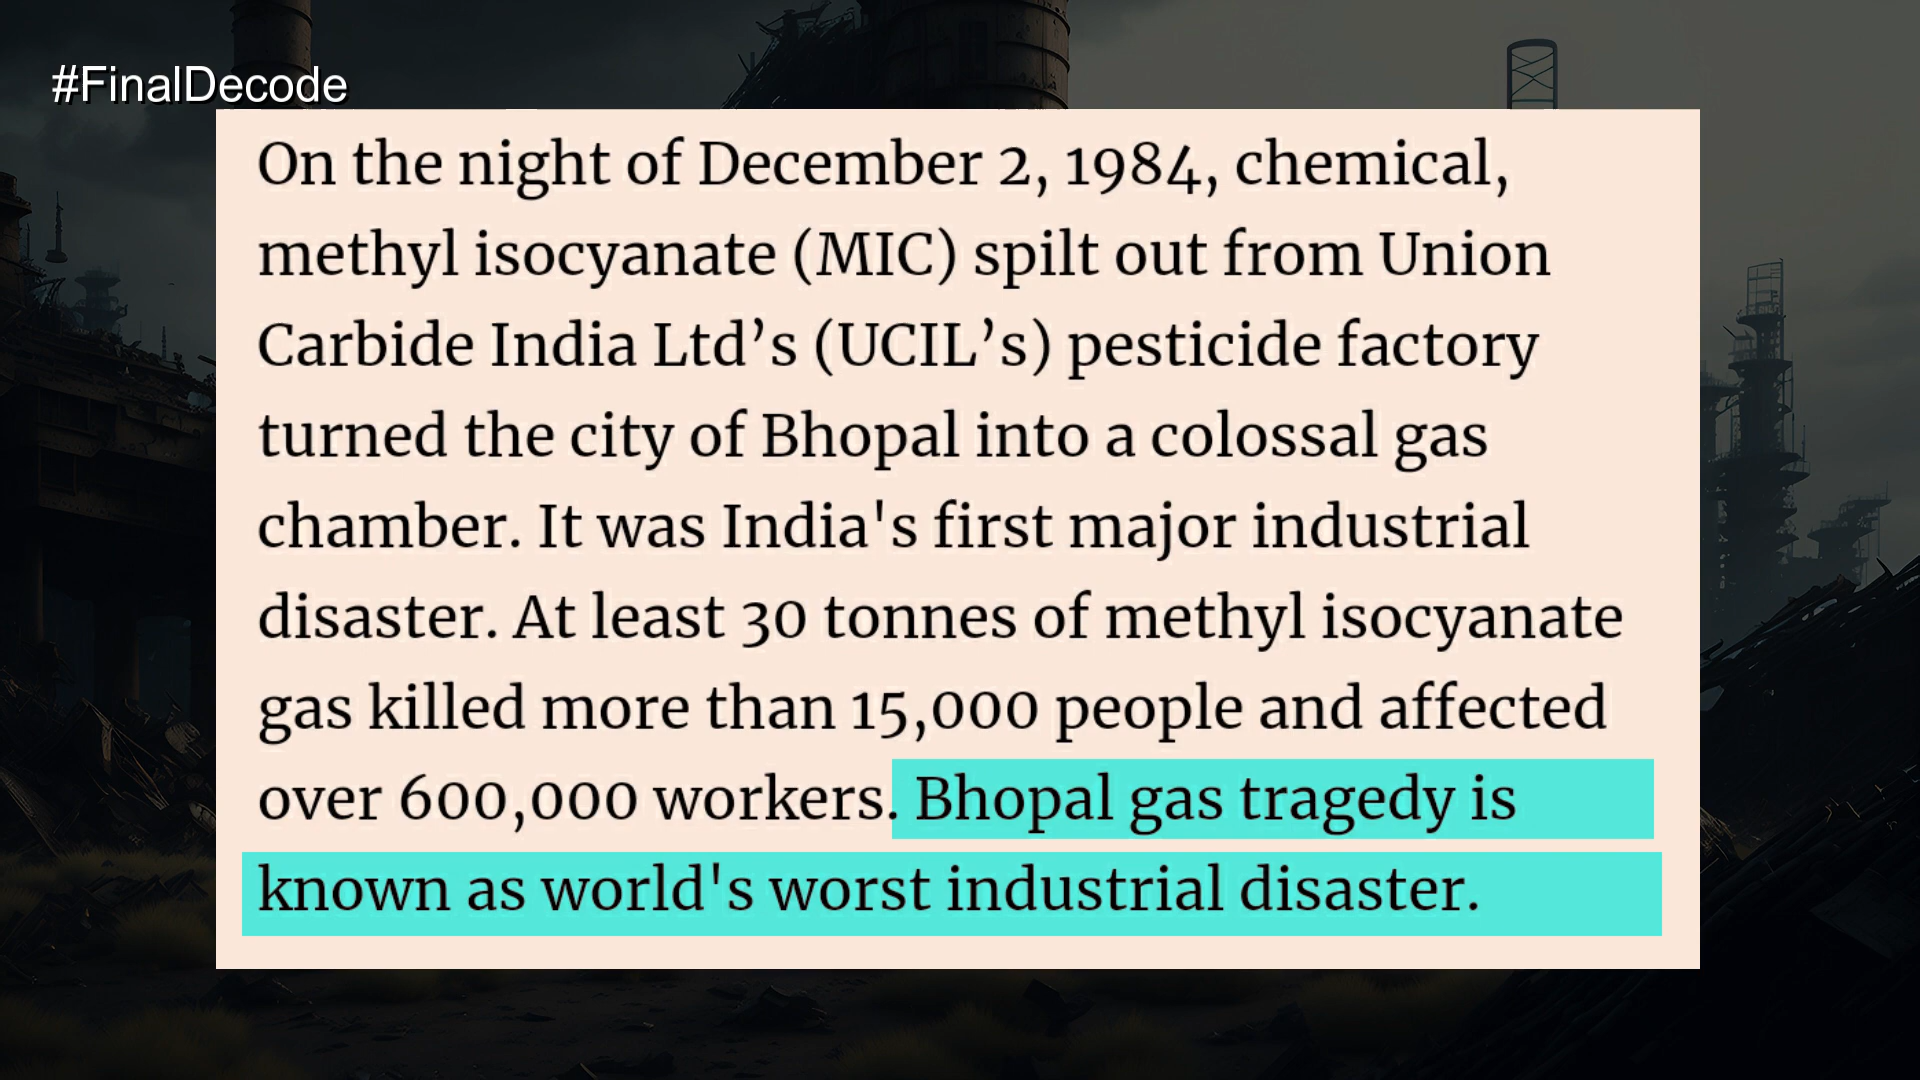 #FinalDecode
On the night of December 2, 1984, chemical,
methyl isocyanate (MIC) spilt out from Union
Carbide India Ltd’s (UCIL’s) pesticide factory
turned the city of Bhopal into a colossal gas
chamber. It was India's first major industrial
disaster. At least 30 tonnes of methyl isocyanate
gas killed more than 15,000 people and affected
over 600,000 workers. Bhopal gas tragedy is
known as world's worst industrial disaster.